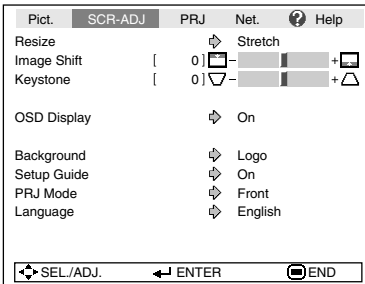 Pict. SCR-ADJ PRJ Net. ? Help
Resize Stretch
Image Shift [ 0 ] - +
Keystone [ 0 ] - +
OSD Display On
Background Logo
Setup Guide On
PRJ Mode Front
Language English
SEL./ADJ. ENTER END